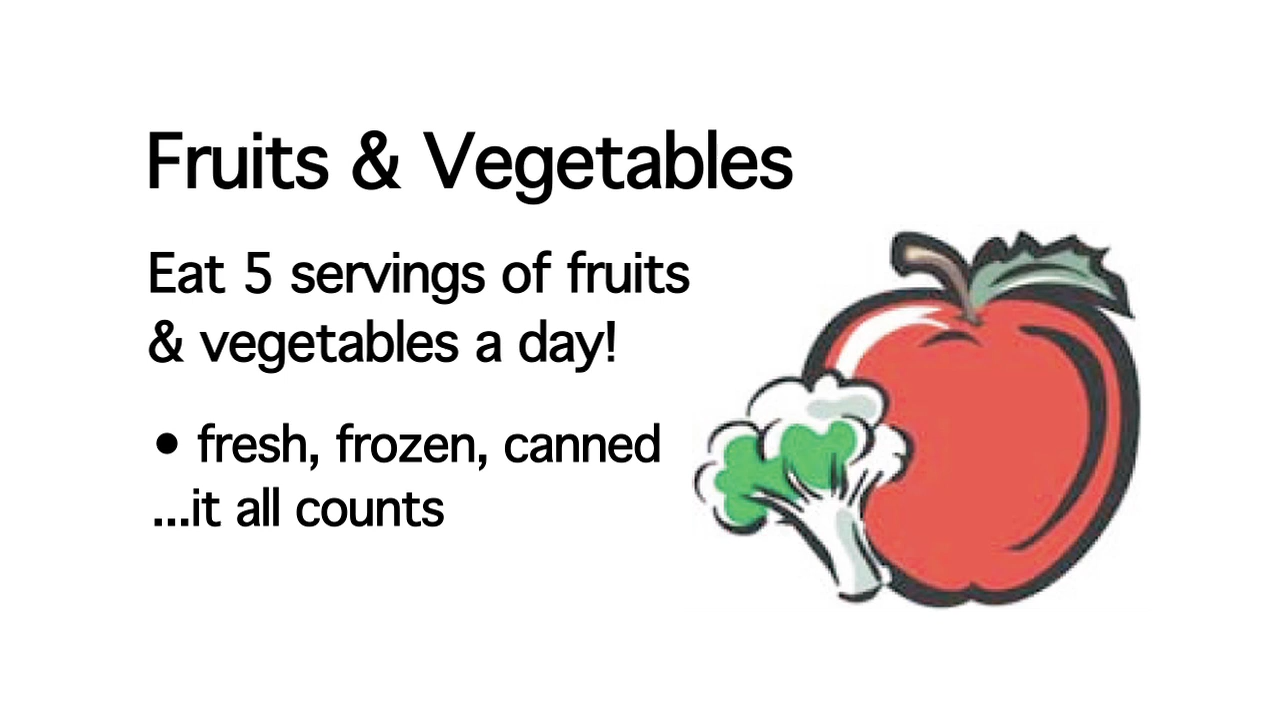 Fruits & Vegetables
Eat 5 servings of fruits
& vegetables a day!
• fresh, frozen, canned
...it all counts